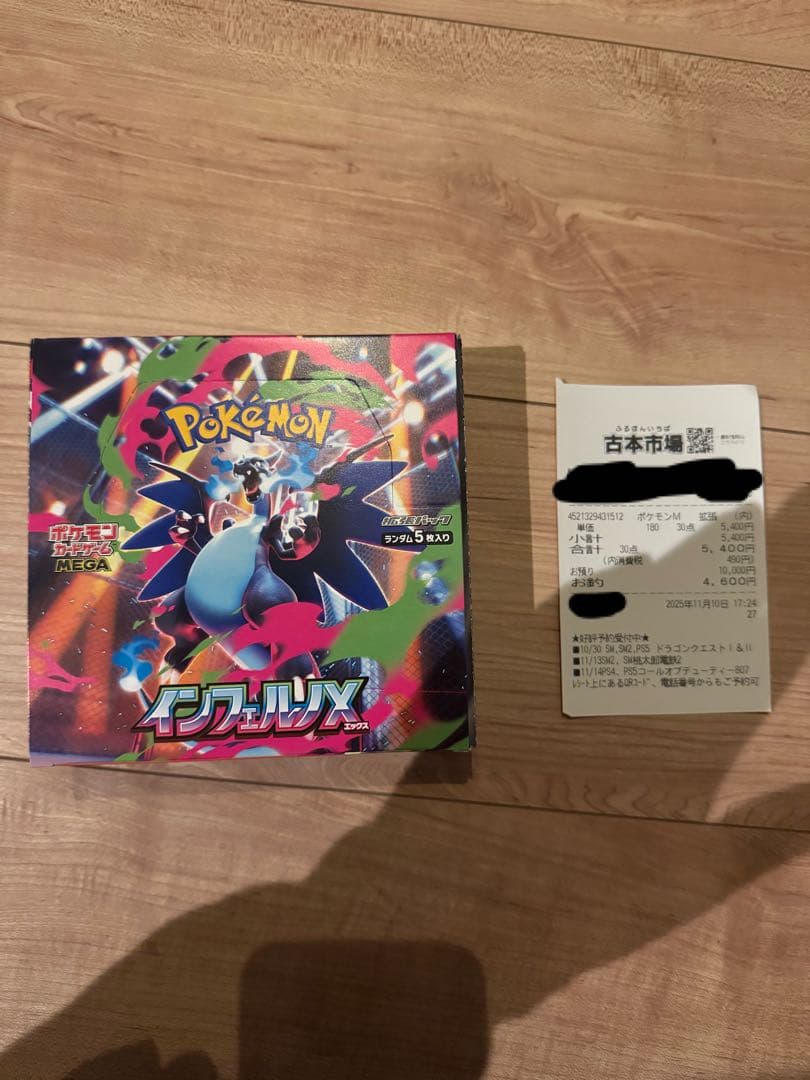 POKÉMON
ポケモン
カードゲーム
MEGA
拡張パック
ランダム5枚入り
インフェルノX
エックス
ふるほんいちば
古本市場
4521329431512 ポケモンM 拡張 (内)
単価 180 30点 5,400円
小計 5,400円
合計 30点 5,400円
(内消費税 490円)
お預り 10,000円
お釣 4,600円
2025年11月10日 17:24
27
★好評予約受付中★
■10/30 SW,SW2,PS5 ドラゴンクエストⅠ&Ⅱ
■11/13SW2, SW桃太郎電鉄2
■11/14PS4, PS5コールオブデューティーBO7
レシート上にあるQRコード、電話番号からもご予約可